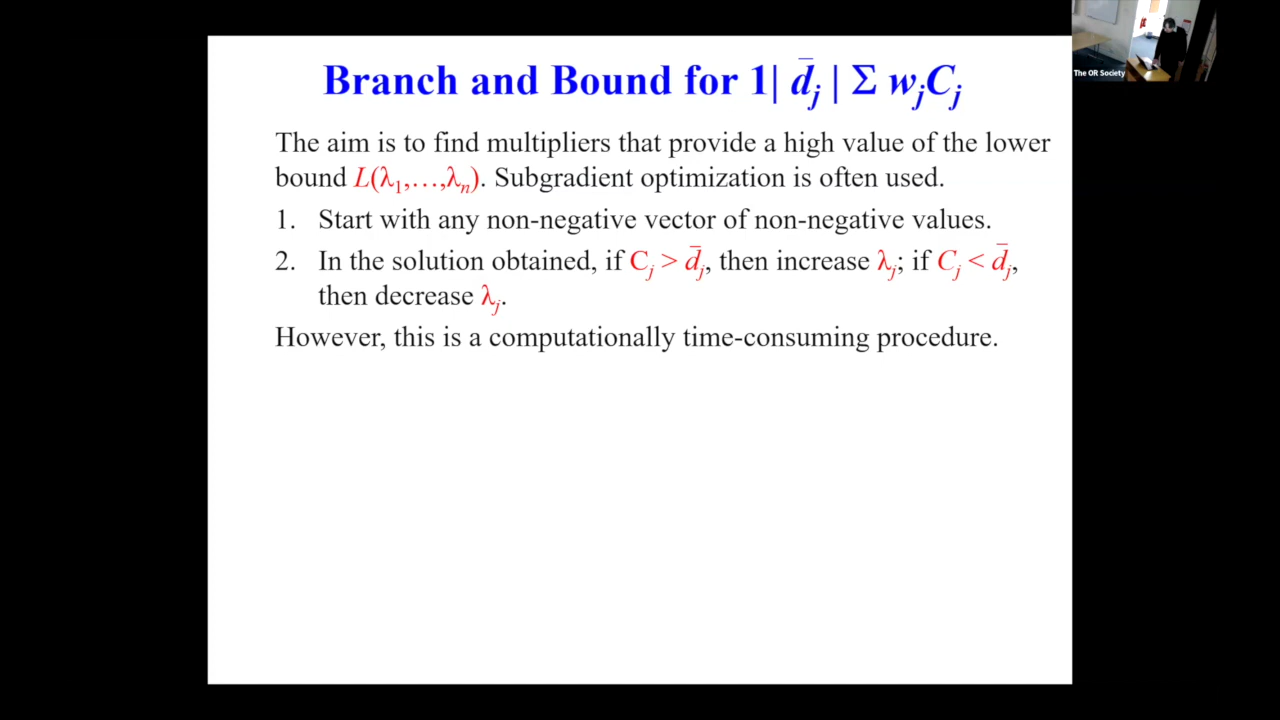 Branch and Bound for 1| d̄ⱼ | Σ wⱼCⱼ
The OR Society
The aim is to find multipliers that provide a high value of the lower
bound L(λ₁,…,λₙ). Subgradient optimization is often used.
1. Start with any non-negative vector of non-negative values.
2. In the solution obtained, if Cⱼ > d̄ⱼ, then increase λⱼ; if Cⱼ < d̄ⱼ,
then decrease λⱼ.
However, this is a computationally time-consuming procedure.